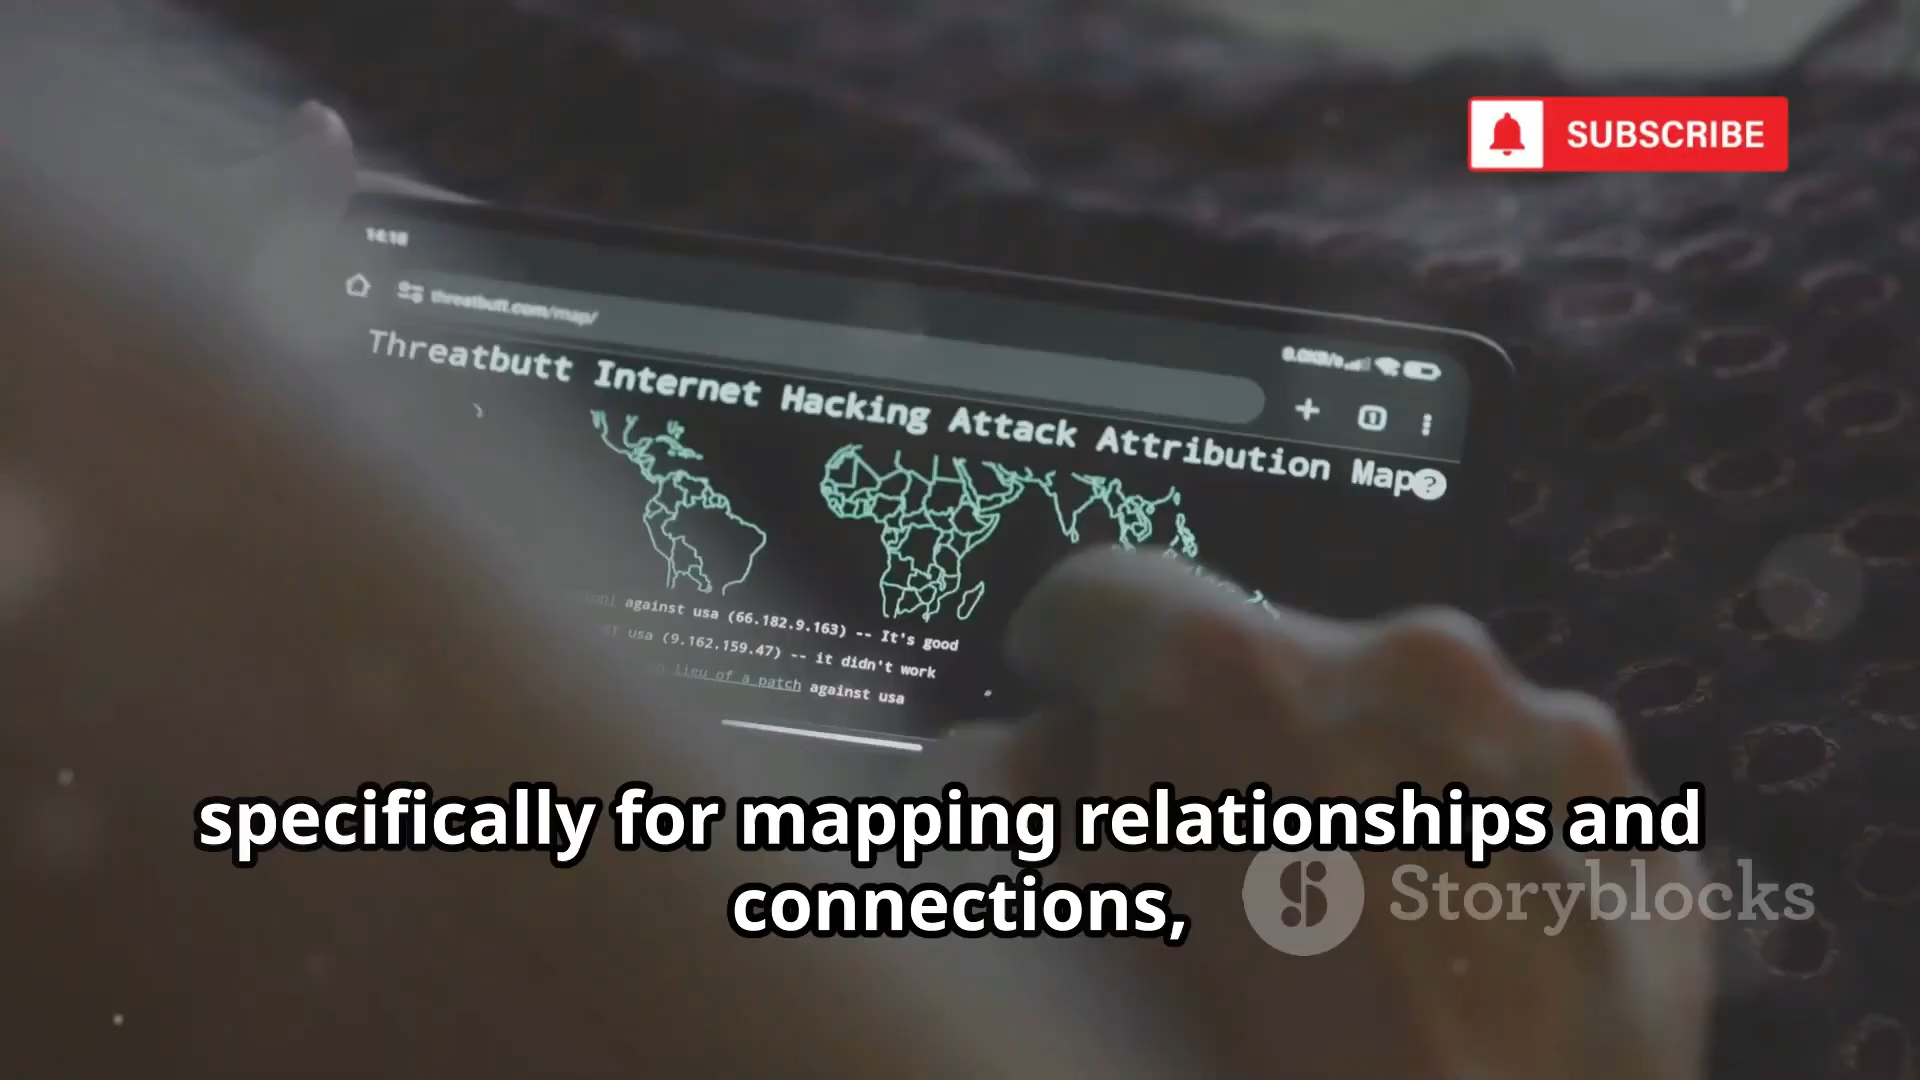 SUBSCRIBE
14:18
threatbutt.com/map/
Threatbutt Internet Hacking Attack Attribution Map
?
against usa (66.182.9.163) -- It's good
usa (9.162.159.47) -- it didn't work
lieu of a patch against usa
specifically for mapping relationships and
connections,
Storyblocks